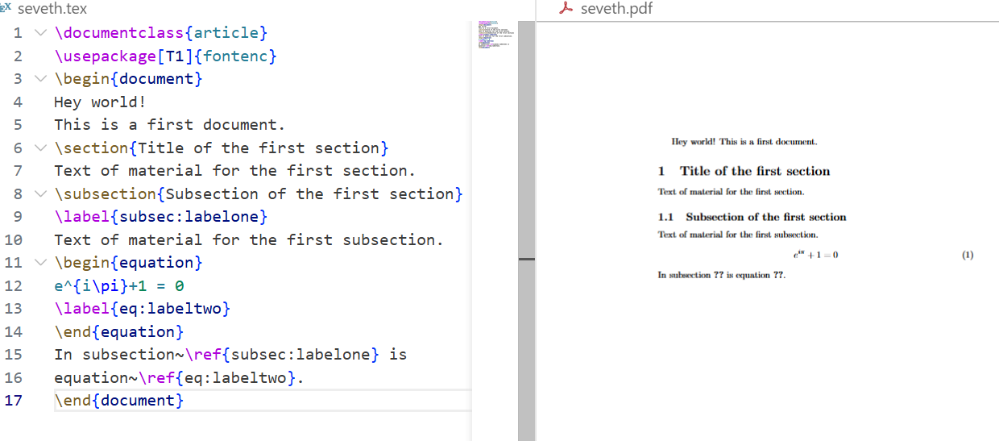 seveth.tex
1 \documentclass{article}
2 \usepackage[T1]{fontenc}
3 \begin{document}
4 Hey world!
5 This is a first document.
6 \section{Title of the first section}
7 Text of material for the first section.
8 \subsection{Subsection of the first section}
9 \label{subsec:labelone}
10 Text of material for the first subsection.
11 \begin{equation}
12 e^{i\pi}+1 = 0
13 \label{eq:labeltwo}
14 \end{equation}
15 In subsection~\ref{subsec:labelone} is
16 equation~\ref{eq:labeltwo}.
17 \end{document}
seveth.pdf
Hey world! This is a first document.
1 Title of the first section
Text of material for the first section.
1.1 Subsection of the first section
Text of material for the first subsection.
e^{iπ} + 1 = 0 (1)
In subsection ?? is equation ??.